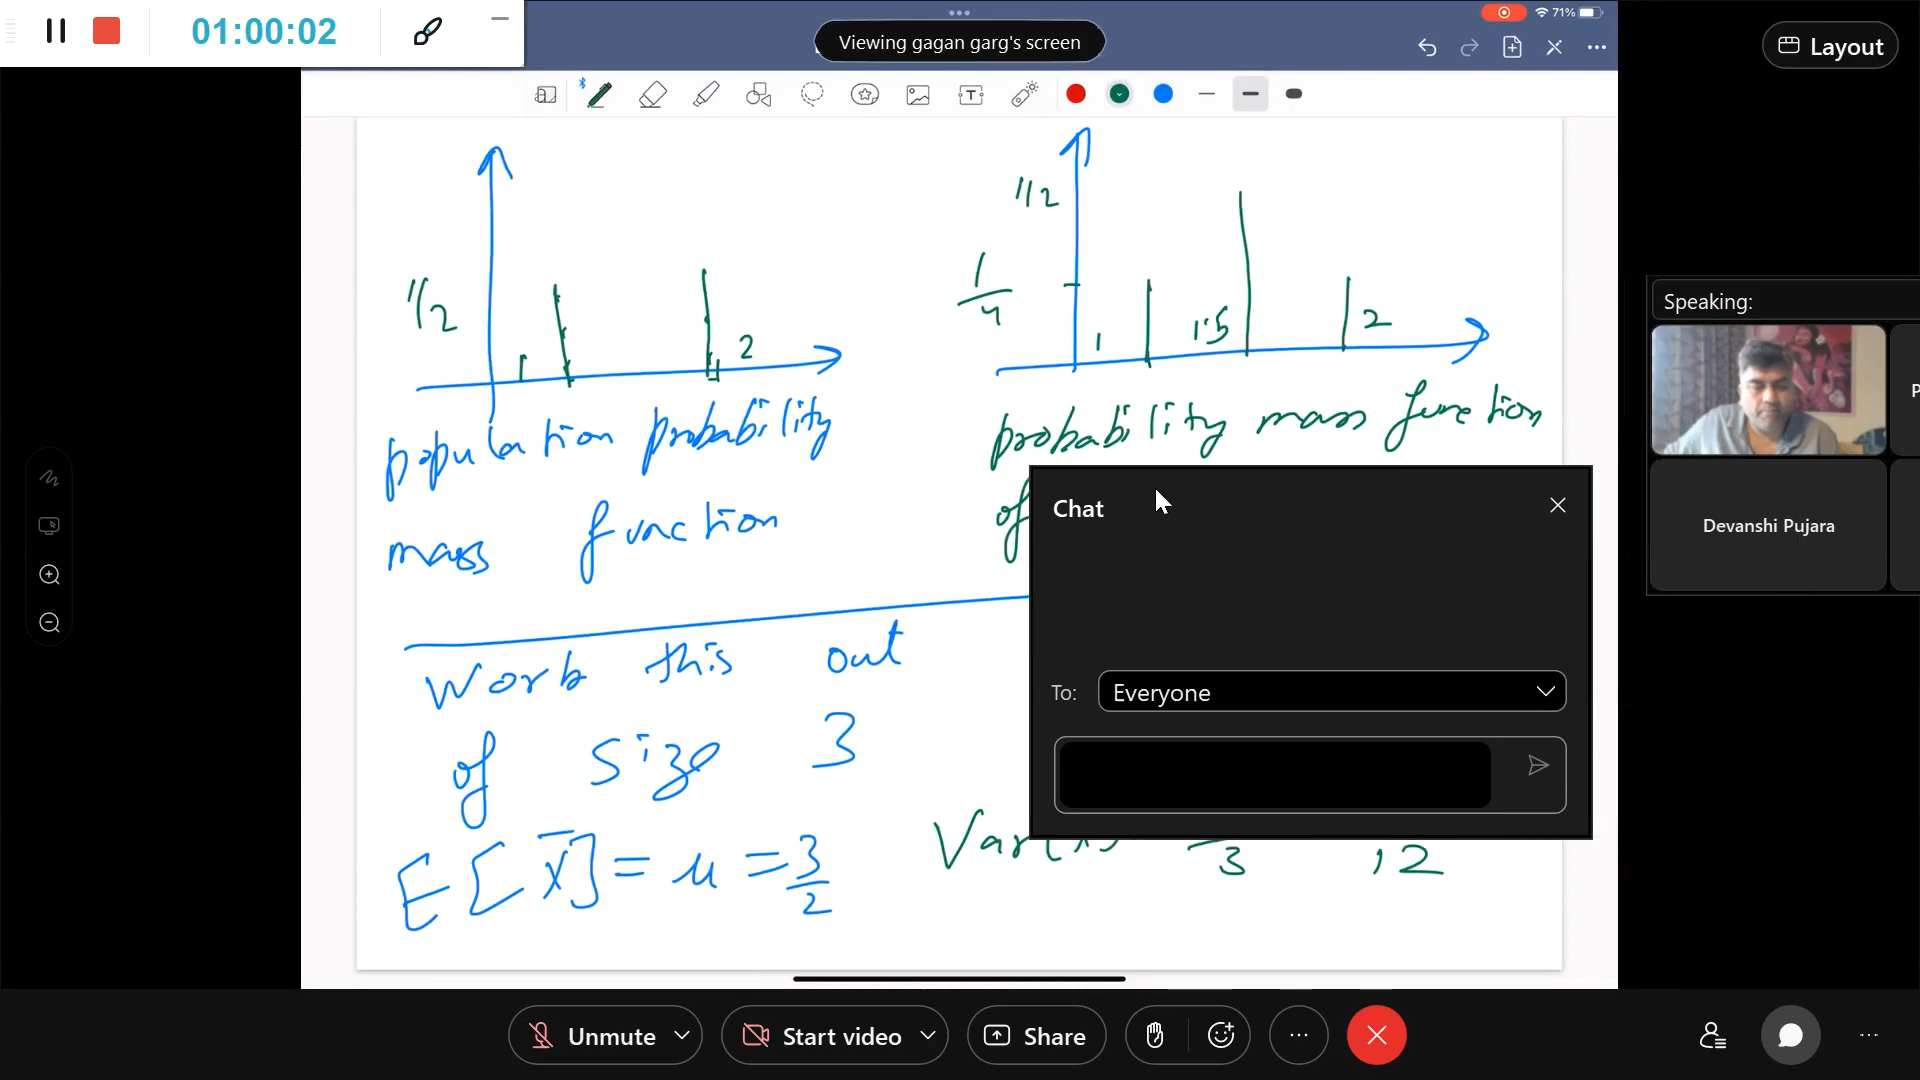 01:00:02
Viewing gagan garg's screen
71%
Layout
T
1/2
1/2
1
4
1
2
1
1.5
2
population probability
mass function
probability mass function
of
Work this out
of size 3
E[X̄] = μ = 3/2
Var(X̄)
3
12
Chat
To:
Everyone
Speaking:
P
Devanshi Pujara
Unmute
Start video
Share